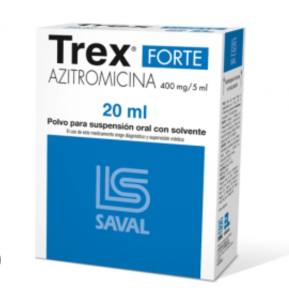 Trex® FORTE
AZITROMICINA 400 mg/5 ml
20 ml
Polvo para suspensión oral con solvente
El uso de este medicamento exige diagnóstico y supervisión médica
SAVAL